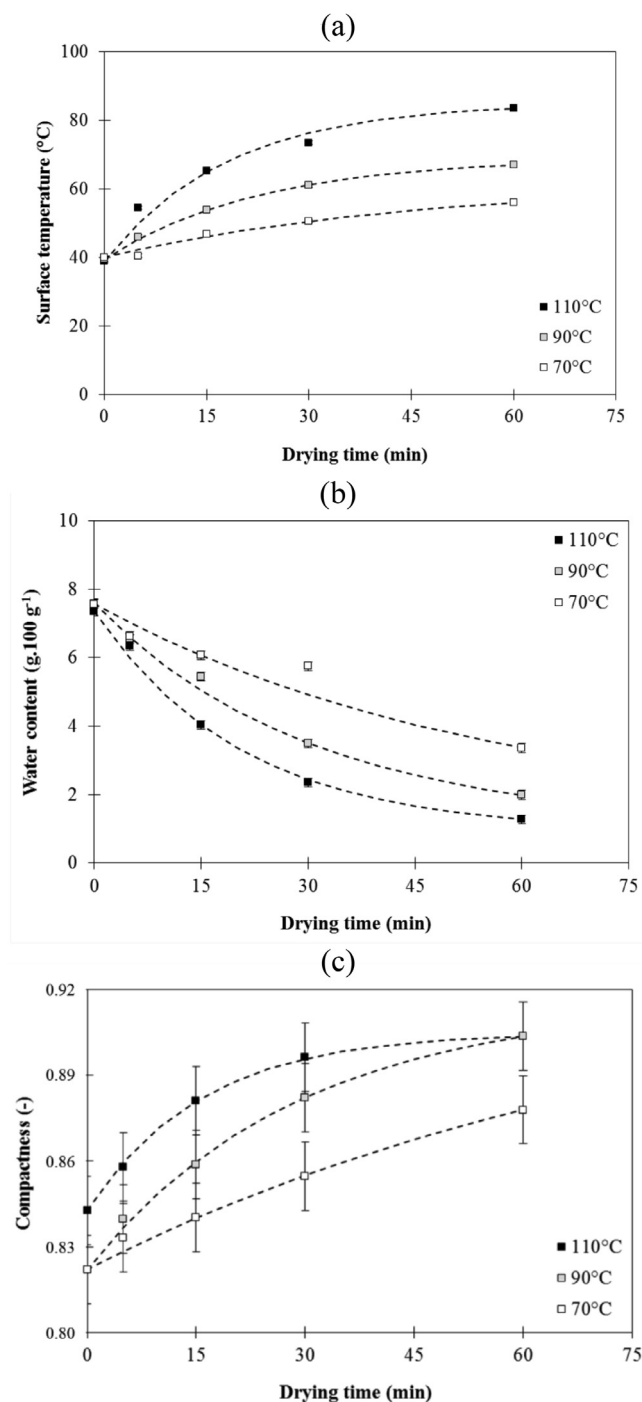 (a)
100
80
60
40
20
0
Surface temperature (°C)
110°C
90°C
70°C
0 15 30 45 60 75
Drying time (min)
(b)
10
8
6
4
2
0
Water content (g.100 g⁻¹)
110°C
90°C
70°C
0 15 30 45 60 75
Drying time (min)
(c)
0.92
0.89
0.86
0.83
0.80
Compactness (-)
110°C
90°C
70°C
0 15 30 45 60 75
Drying time (min)